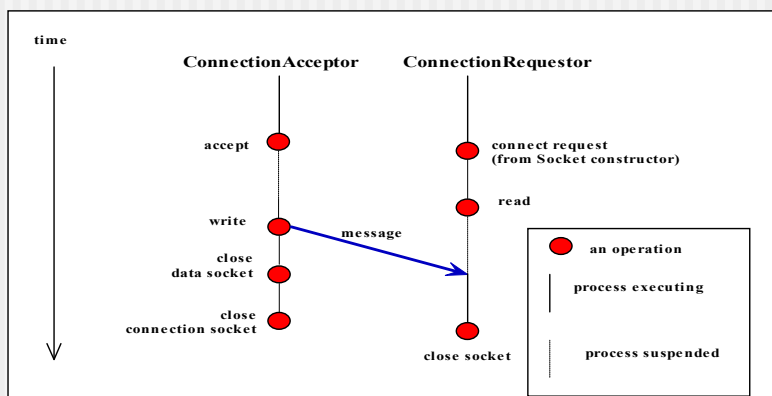 time
ConnectionAcceptor
ConnectionRequestor
accept
connect request
(from Socket constructor)
read
write
message
close
data socket
close
connection socket
close socket
an operation
process executing
process suspended